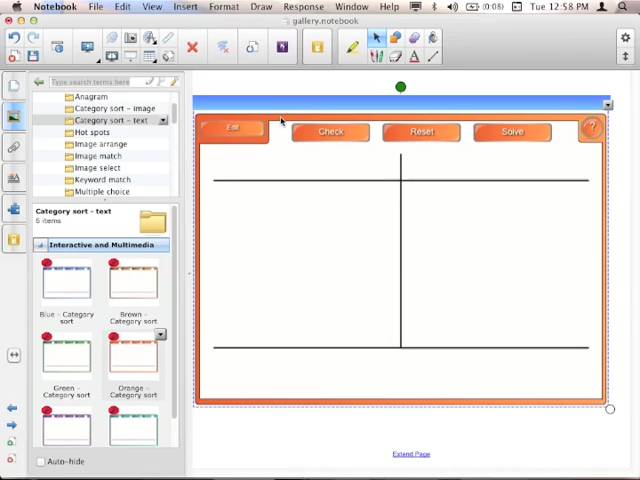 Notebook File Edit View Insert Format Draw Response Window Help (0:08) Tue 12:58 PM
gallery.notebook
Type search terms here
Anagram
Category sort - image
Category sort - text
Hot spots
Image arrange
Image match
Image select
Keyword match
Multiple choice
Category sort - text
6 items
Interactive and Multimedia
Blue - Category sort
Brown - Category sort
Green - Category sort
Orange - Category sort
Auto-hide
Edit
Check
Reset
Solve
?
Extend Page